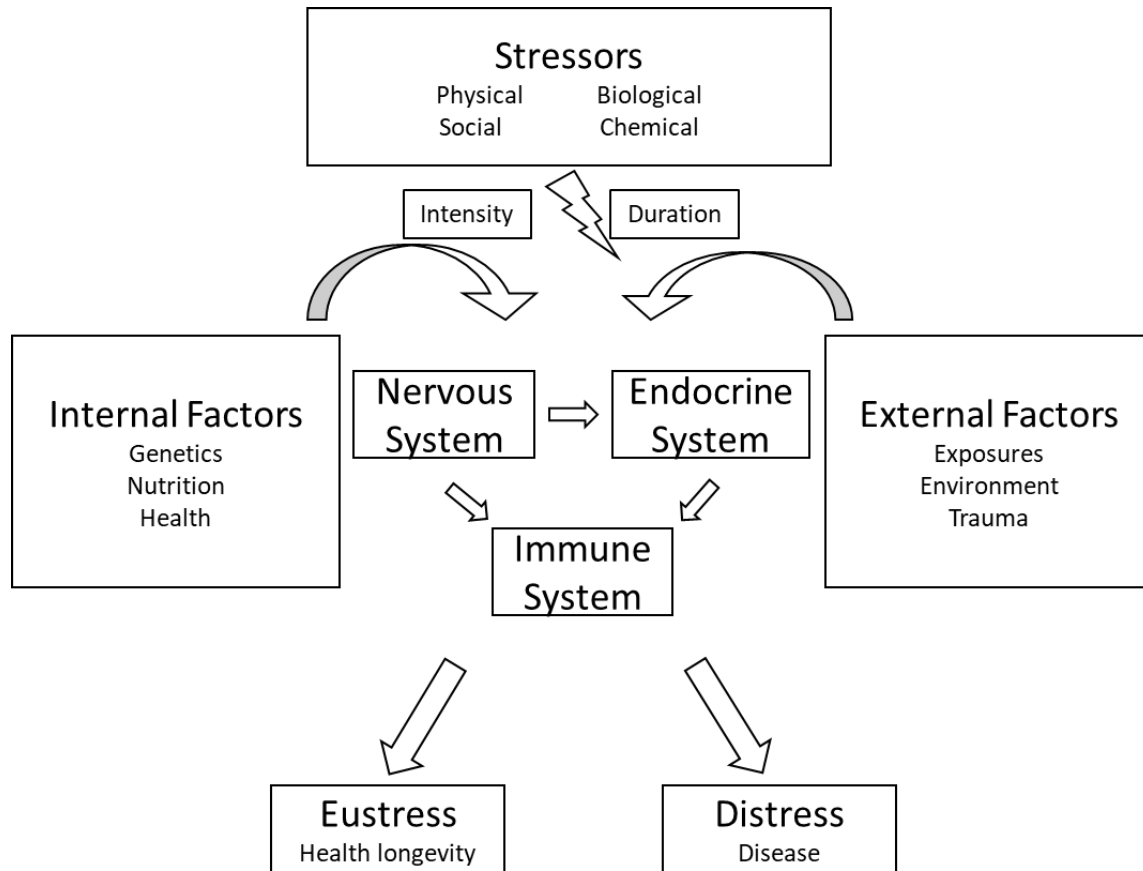 Stressors
Physical Biological
Social Chemical
Intensity
Duration
Internal Factors
Genetics
Nutrition
Health
Nervous
System
Endocrine
System
External Factors
Exposures
Environment
Trauma
Immune
System
Eustress
Health longevity
Distress
Disease